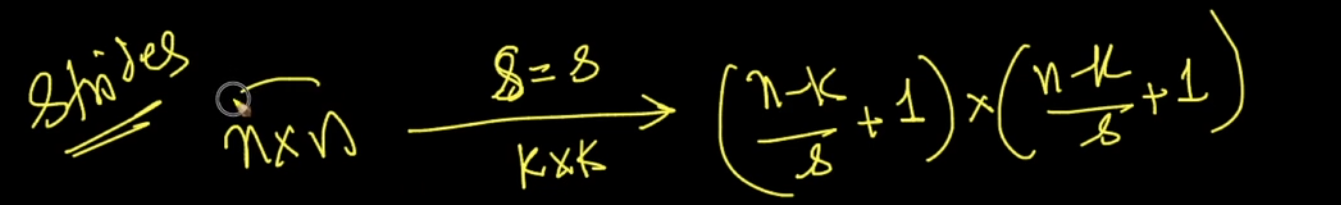 Strides
n×n
S=s
k×k
(n-k/s + 1) × (n-k/s + 1)